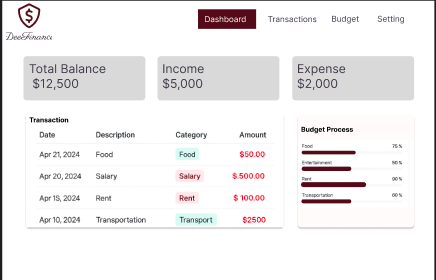 DeeFinance
Dashboard Transactions Budget Setting
Total Balance
$12,500
Income
$5,000
Expense
$2,000
Transaction
Date Description Category Amount
Apr 21, 2024 Food Food $50.00
Apr 20, 2024 Salary Salary $.500.00
Apr 15, 2024 Rent Rent $ 100.00
Apr 10, 2024 Transportation Transport $2500
Budget Process
Food 75 %
Entertainment 50 %
Rent 90 %
Transportation 60 %